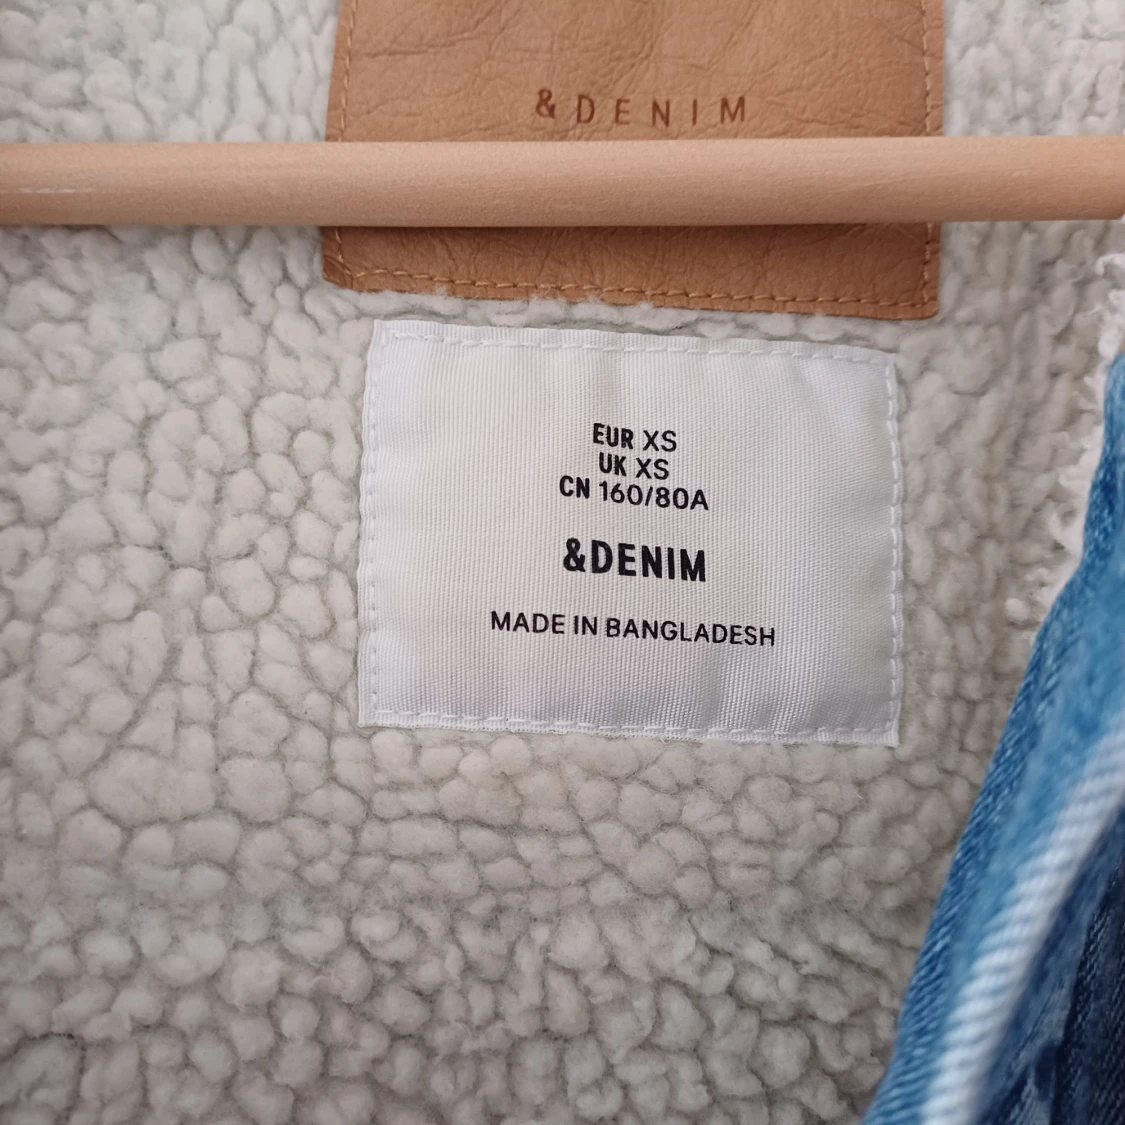 &DENIM
EUR XS
UK XS
CN 160/80A
&DENIM
MADE IN BANGLADESH